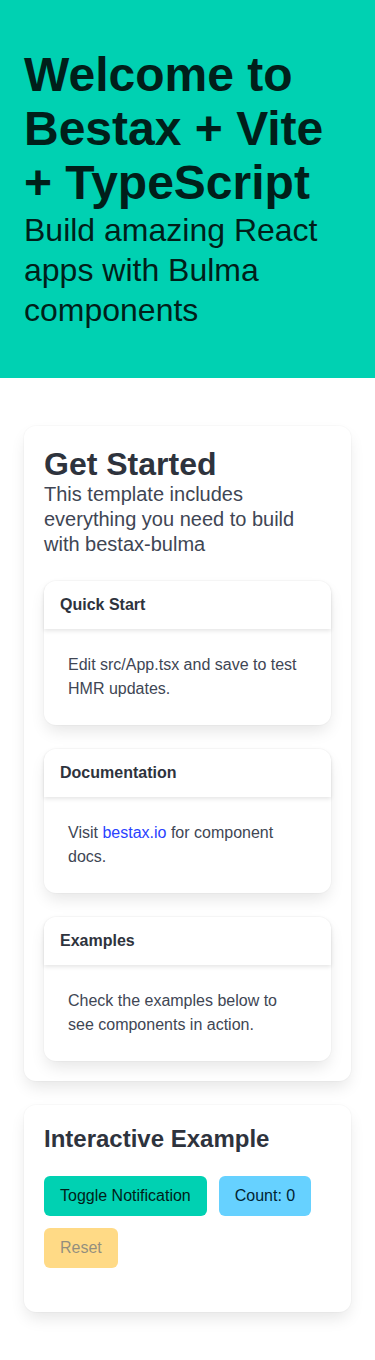 Welcome to
Bestax + Vite
+ TypeScript
Build amazing React
apps with Bulma
components
Get Started
This template includes
everything you need to build
with bestax-bulma
Quick Start
Edit src/App.tsx and save to test
HMR updates.
Documentation
Visit bestax.io for component
docs.
Examples
Check the examples below to
see components in action.
Interactive Example
Toggle Notification Count: 0
Reset